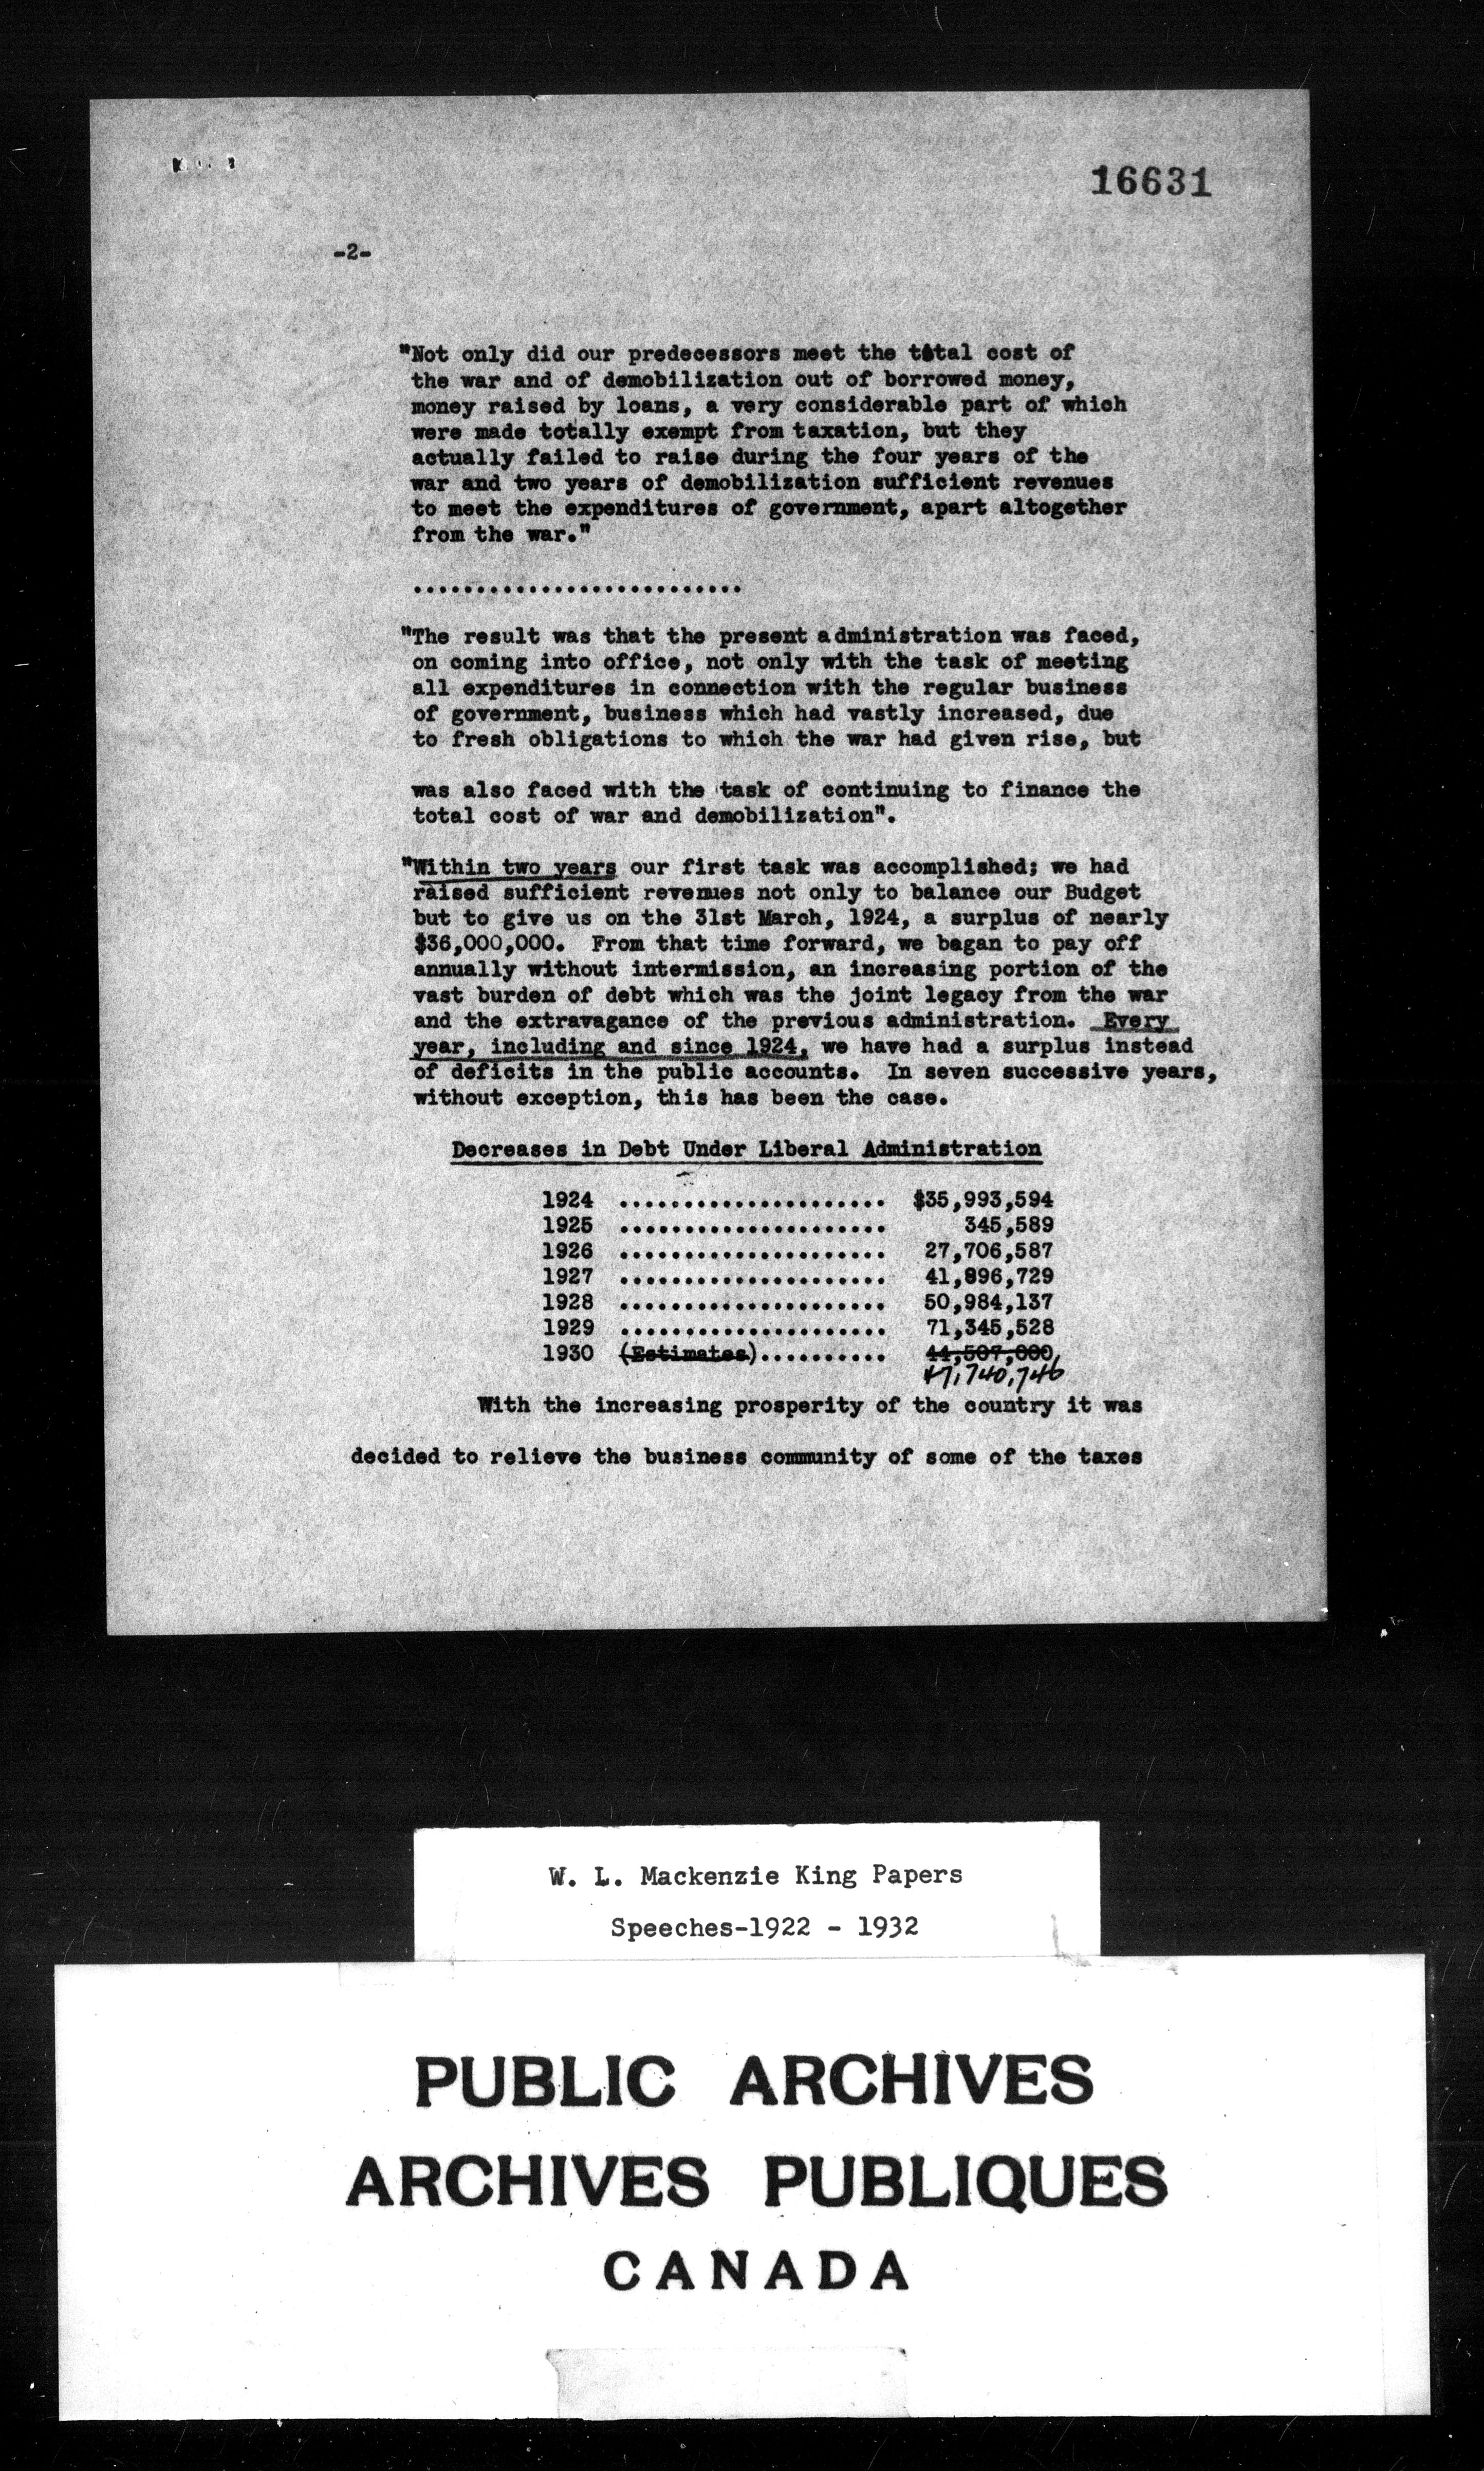 16631
-2-
"Not only did our predecessors meet the total cost of
the war and of demobilization out of borrowed money,
money raised by loans, a very considerable part of which
were made totally exempt from taxation, but they
actually failed to raise during the four years of the
war and two years of demobilization sufficient revenues
to meet the expenditures of government, apart altogether
from the war."
..........................
"The result was that the present administration was faced,
on coming into office, not only with the task of meeting
all expenditures in connection with the regular business
of government, business which had vastly increased, due
to fresh obligations to which the war had given rise, but
was also faced with the task of continuing to finance the
total cost of war and demobilization".
"Within two years our first task was accomplished; we had
raised sufficient revenues not only to balance our Budget
but to give us on the 31st March, 1924, a surplus of nearly
$36,000,000. From that time forward, we began to pay off
annually without intermission, an increasing portion of the
vast burden of debt which was the joint legacy from the war
and the extravagance of the previous administration. Every
year, including and since 1924, we have had a surplus instead
of deficits in the public accounts. In seven successive years,
without exception, this has been the case.
Decreases in Debt Under Liberal Administration
1924 ..................... $35,993,594
1925 ..................... 345,589
1926 ..................... 27,706,587
1927 ..................... 41,896,729
1928 ..................... 50,984,137
1929 ..................... 71,345,528
1930 (Estimates).......... 44,507,000
47,740,746
With the increasing prosperity of the country it was
decided to relieve the business community of some of the taxes
W. L. Mackenzie King Papers
Speeches-1922 - 1932
PUBLIC ARCHIVES
ARCHIVES PUBLIQUES
CANADA